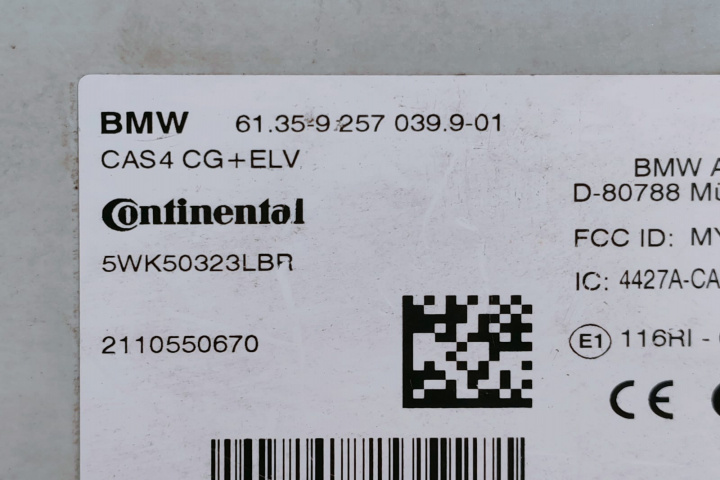 BMW 61.35-9 257 039.9-01
CAS4 CG+ELV
Continental
5WK50323LBR
2110550670
BMW A
D-80788 Mü
FCC ID: MY
IC: 4427A-CA
E1 116RI -
CE